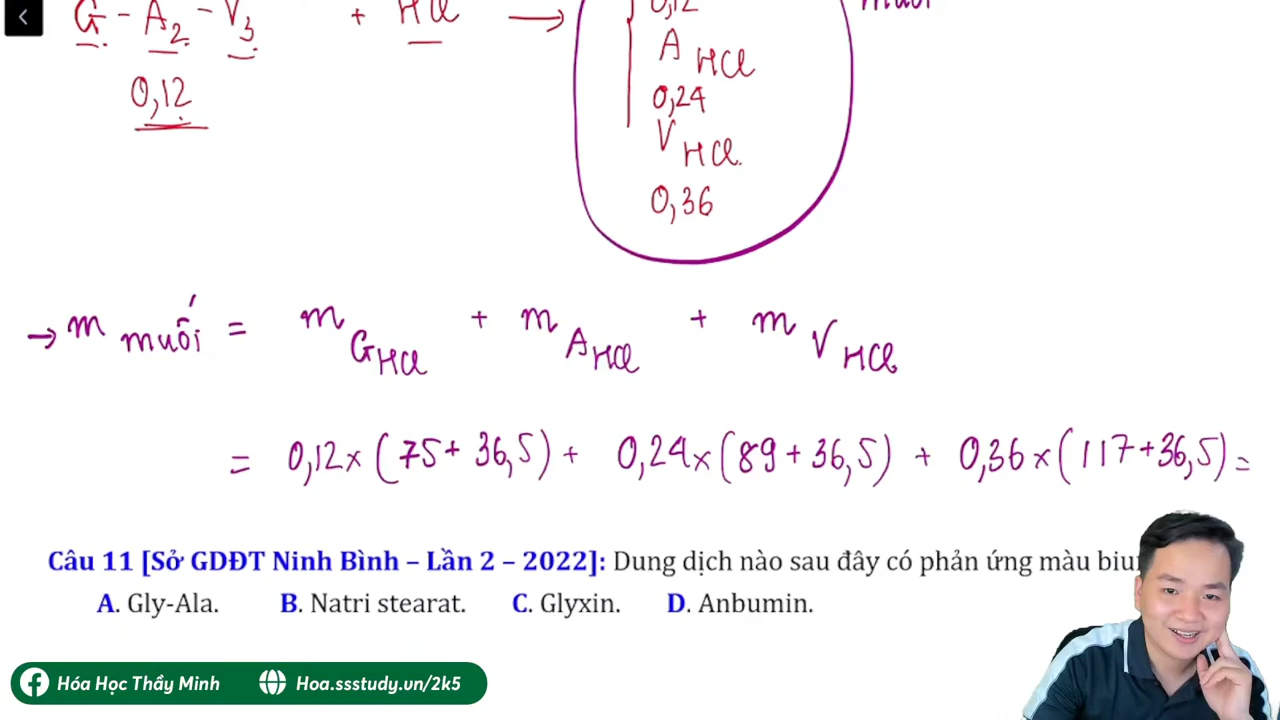 G - A2 - V3 + HCl →
0,12
0,12
A HCl
0,24
V HCl
0,36
muối
→ m muối = m GHCl + m AHCl + m VHCl
= 0,12 x (75 + 36,5) + 0,24 x (89 + 36,5) + 0,36 x (117 + 36,5) =
Câu 11 [Sở GDĐT Ninh Bình – Lần 2 – 2022]: Dung dịch nào sau đây có phản ứng màu
A. Gly-Ala. B. Natri stearat. C. Glyxin. D. Anbumin.
Hóa Học Thầy Minh Hoa.ssstudy.vn/2k5